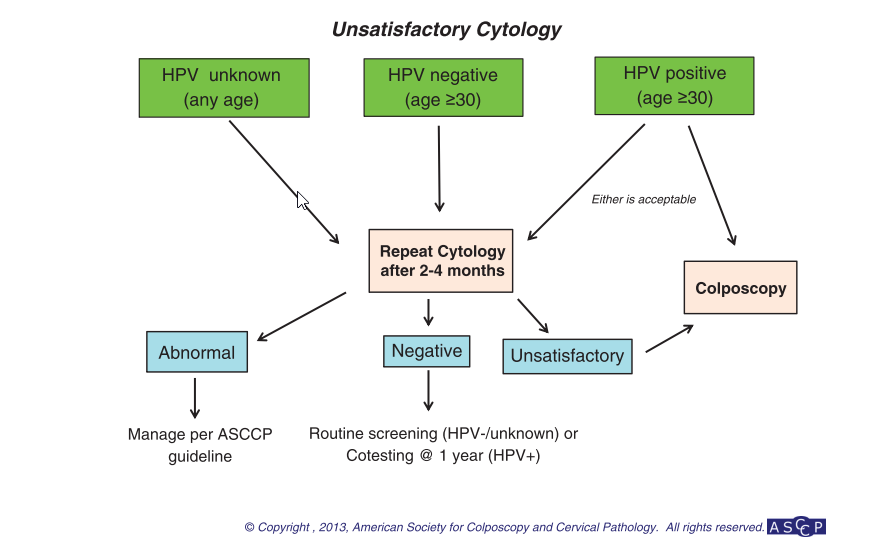 Unsatisfactory Cytology
HPV unknown
(any age)
HPV negative
(age ≥30)
HPV positive
(age ≥30)
Either is acceptable
Repeat Cytology
after 2-4 months
Colposcopy
Abnormal
Negative
Unsatisfactory
Manage per ASCCP
guideline
Routine screening (HPV-/unknown) or
Cotesting @ 1 year (HPV+)
© Copyright , 2013, American Society for Colposcopy and Cervical Pathology. All rights reserved.
ASCCP